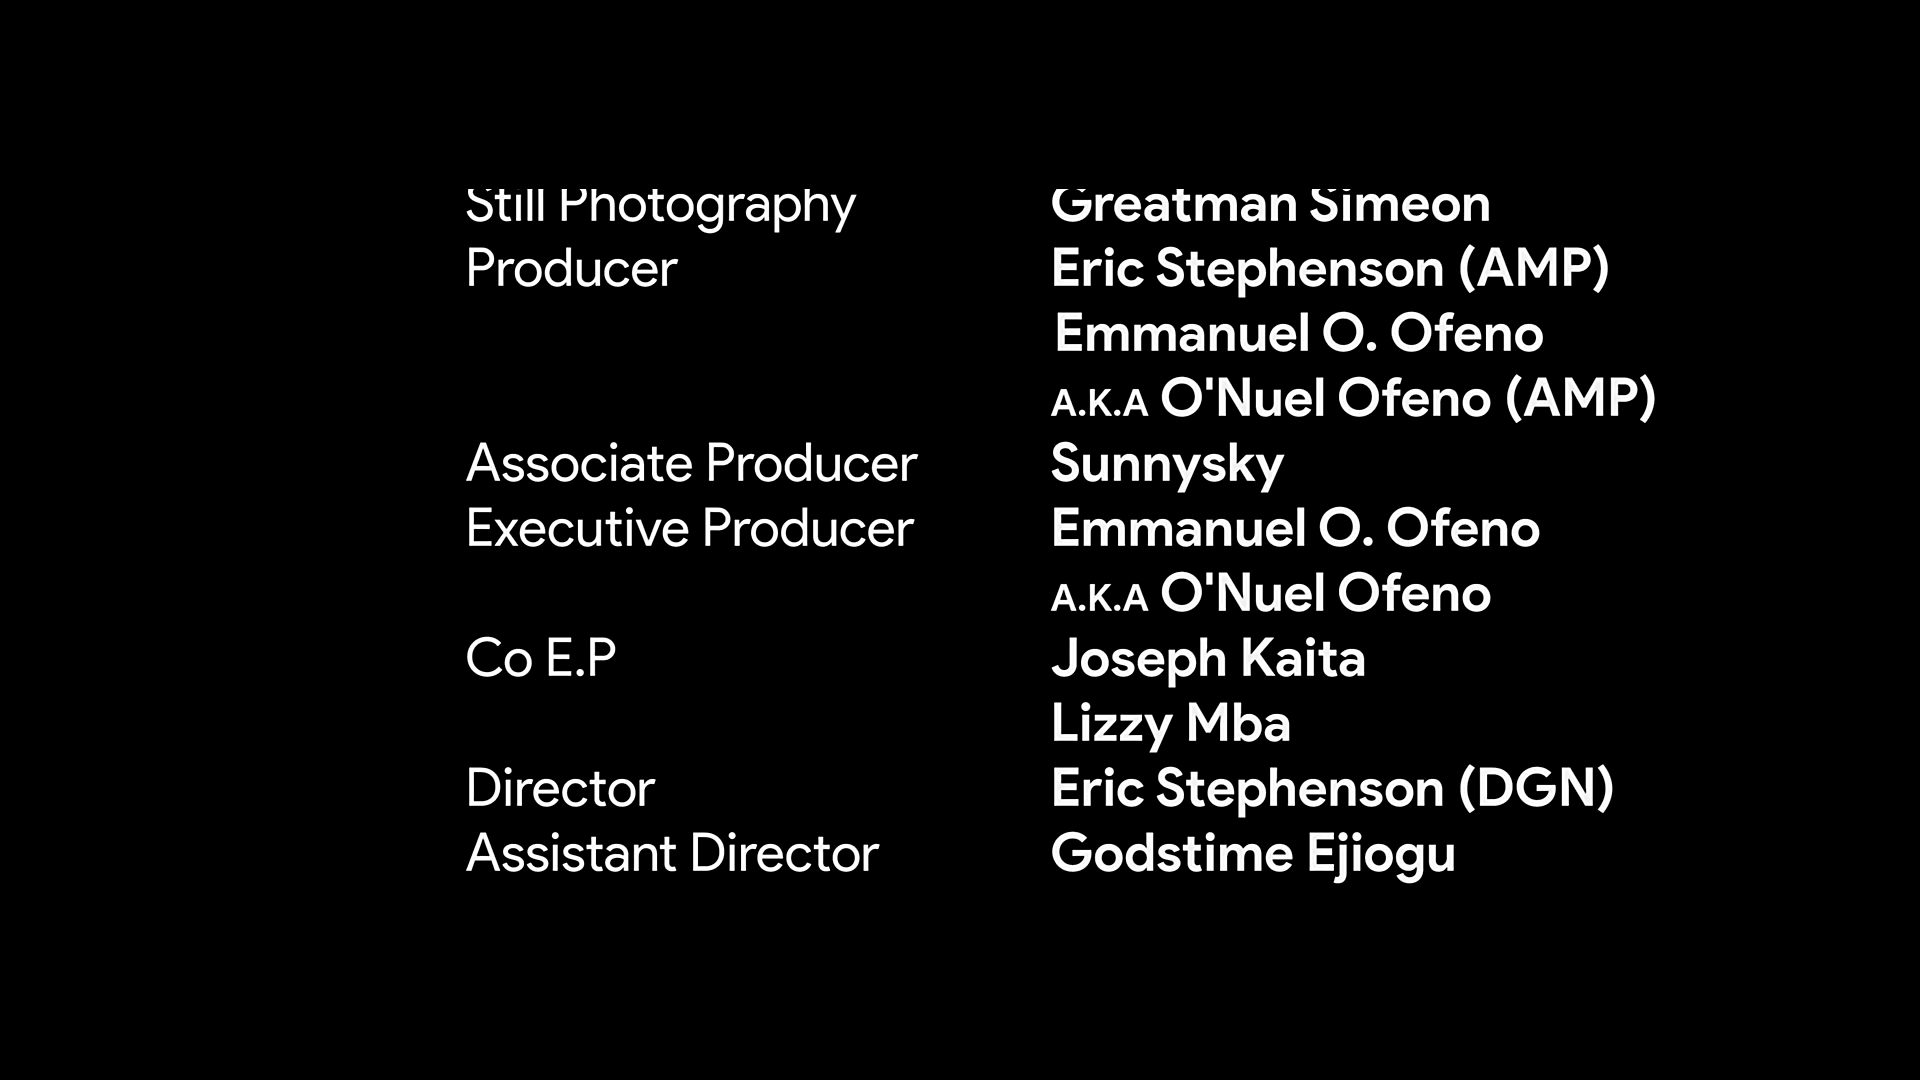 Still Photography Greatman Simeon
Producer Eric Stephenson (AMP)
Emmanuel O. Ofeno
A.K.A O'Nuel Ofeno (AMP)
Associate Producer Sunnysky
Executive Producer Emmanuel O. Ofeno
A.K.A O'Nuel Ofeno
Co E.P Joseph Kaita
Lizzy Mba
Director Eric Stephenson (DGN)
Assistant Director Godstime Ejiogu